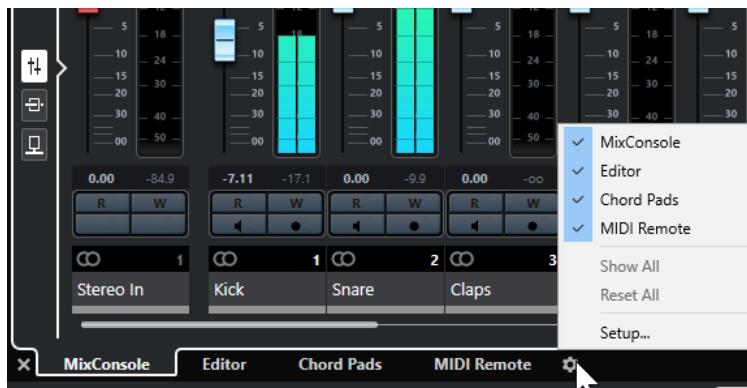 5 18 5 18 5 5 18 5
10 24 10 10 10 24 10
15 15 15 15 15
20 30 20 20 20 30 20
30 40 30 30 30 40 30 40 30
00 50 00 00 00 50 00
MixConsole
Editor
Chord Pads
MIDI Remote
Show All
Reset All
Setup...
0.00 -84.9 -7.11 -17.1 0.00 -9.9 0.00 -oo
R W R W R W R W
1 1 2 3
Stereo In Kick Snare Claps
MixConsole Editor Chord Pads MIDI Remote